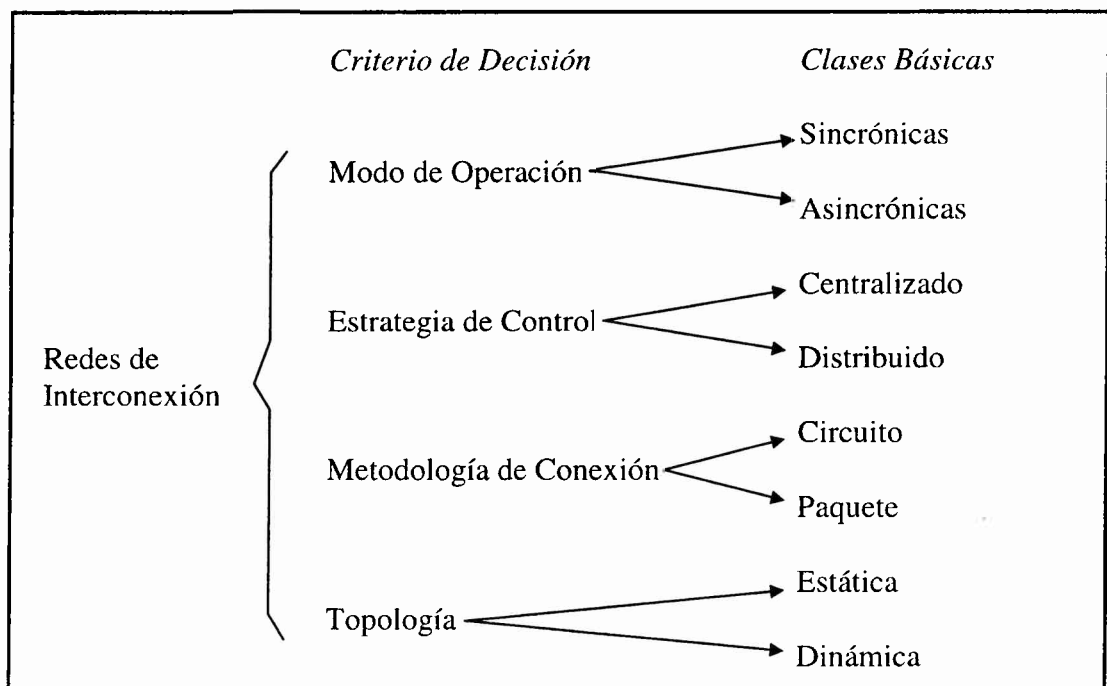 Criterio de Decisión
Clases Básicas
Redes de
Interconexión
Modo de Operación
Sincrónicas
Asincrónicas
Estrategia de Control
Centralizado
Distribuido
Metodología de Conexión
Circuito
Paquete
Topología
Estática
Dinámica